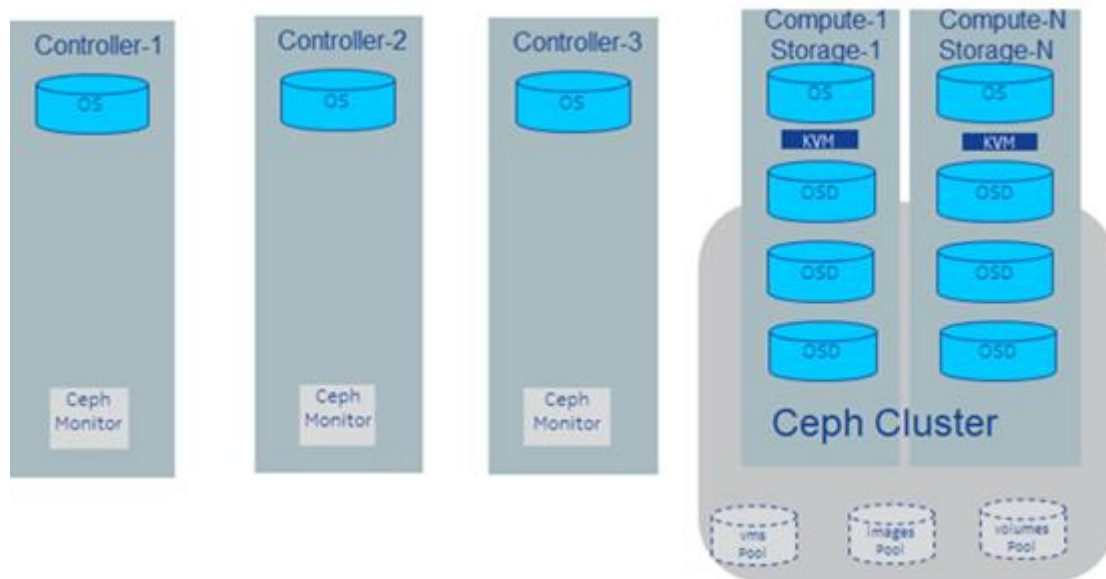 Controller-1
OS
Ceph
Monitor
Controller-2
OS
Ceph
Monitor
Controller-3
OS
Ceph
Monitor
Compute-1
Storage-1
OS
KVM
OSD
OSD
OSD
Compute-N
Storage-N
OS
KVM
OSD
OSD
OSD
Ceph Cluster
vms
Pool
images
Pool
volumes
Pool